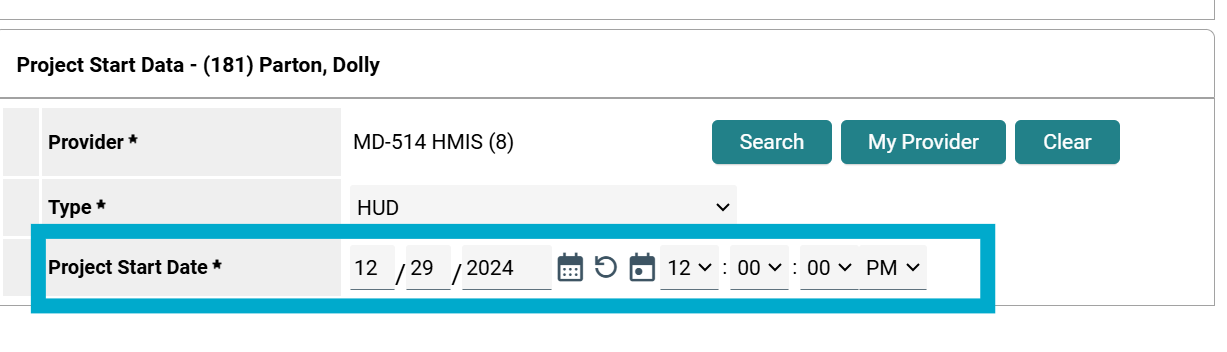 Project Start Data - (181) Parton, Dolly
Provider * MD-514 HMIS (8) Search My Provider Clear
Type * HUD
Project Start Date * 12 / 29 / 2024 12 : 00 : 00 PM